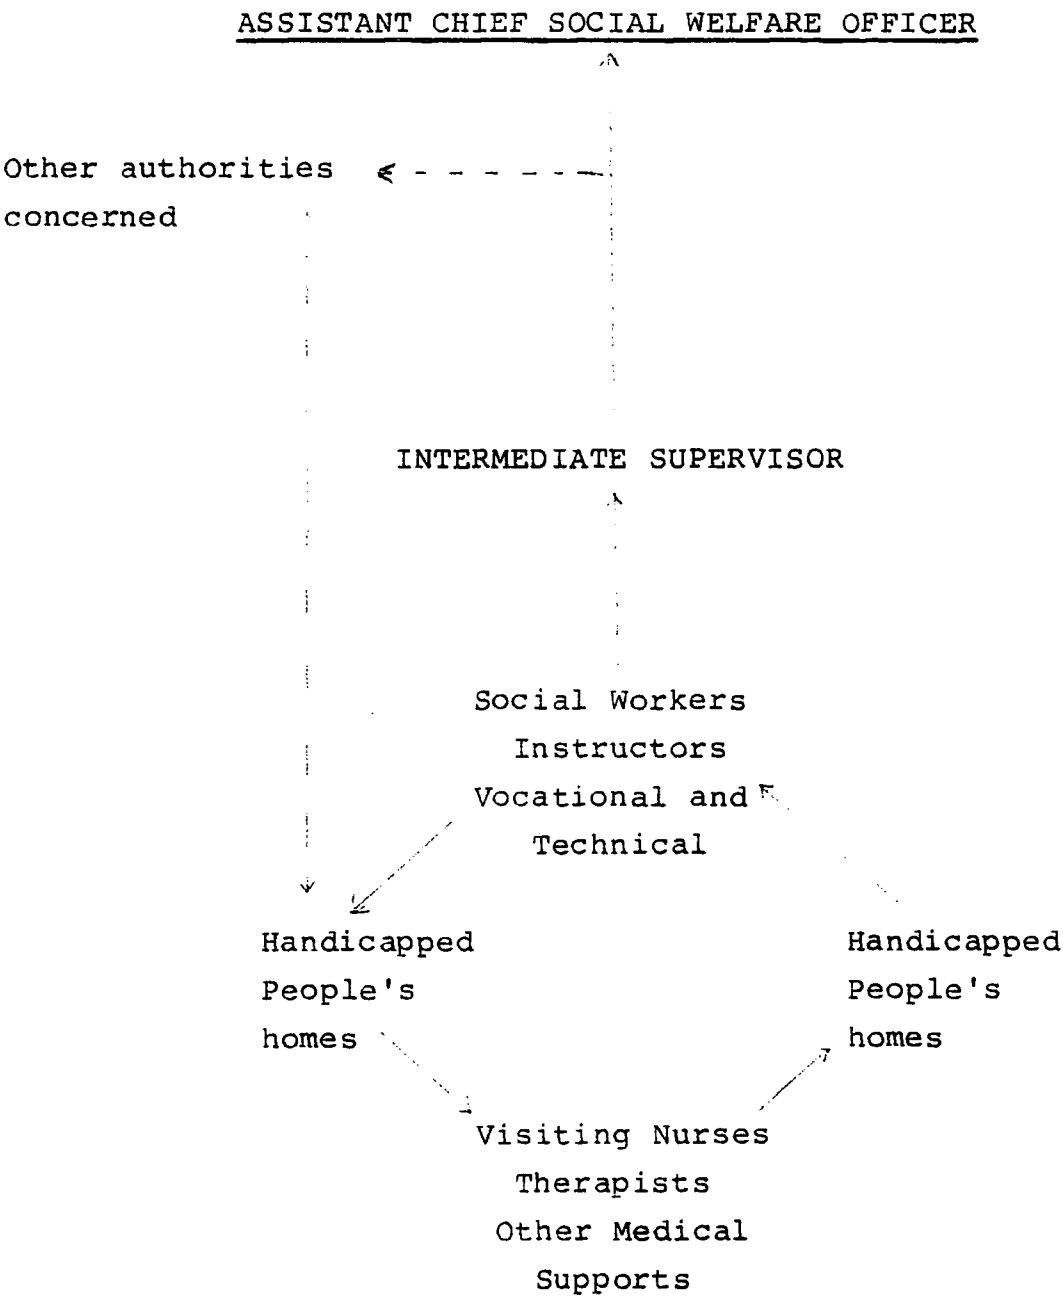 ASSISTANT CHIEF SOCIAL WELFARE OFFICER
Other authorities
concerned
INTERMEDIATE SUPERVISOR
Social Workers
Instructors
Vocational and
Technical
Handicapped
People's
homes
Handicapped
People's
homes
Visiting Nurses
Therapists
Other Medical
Supports